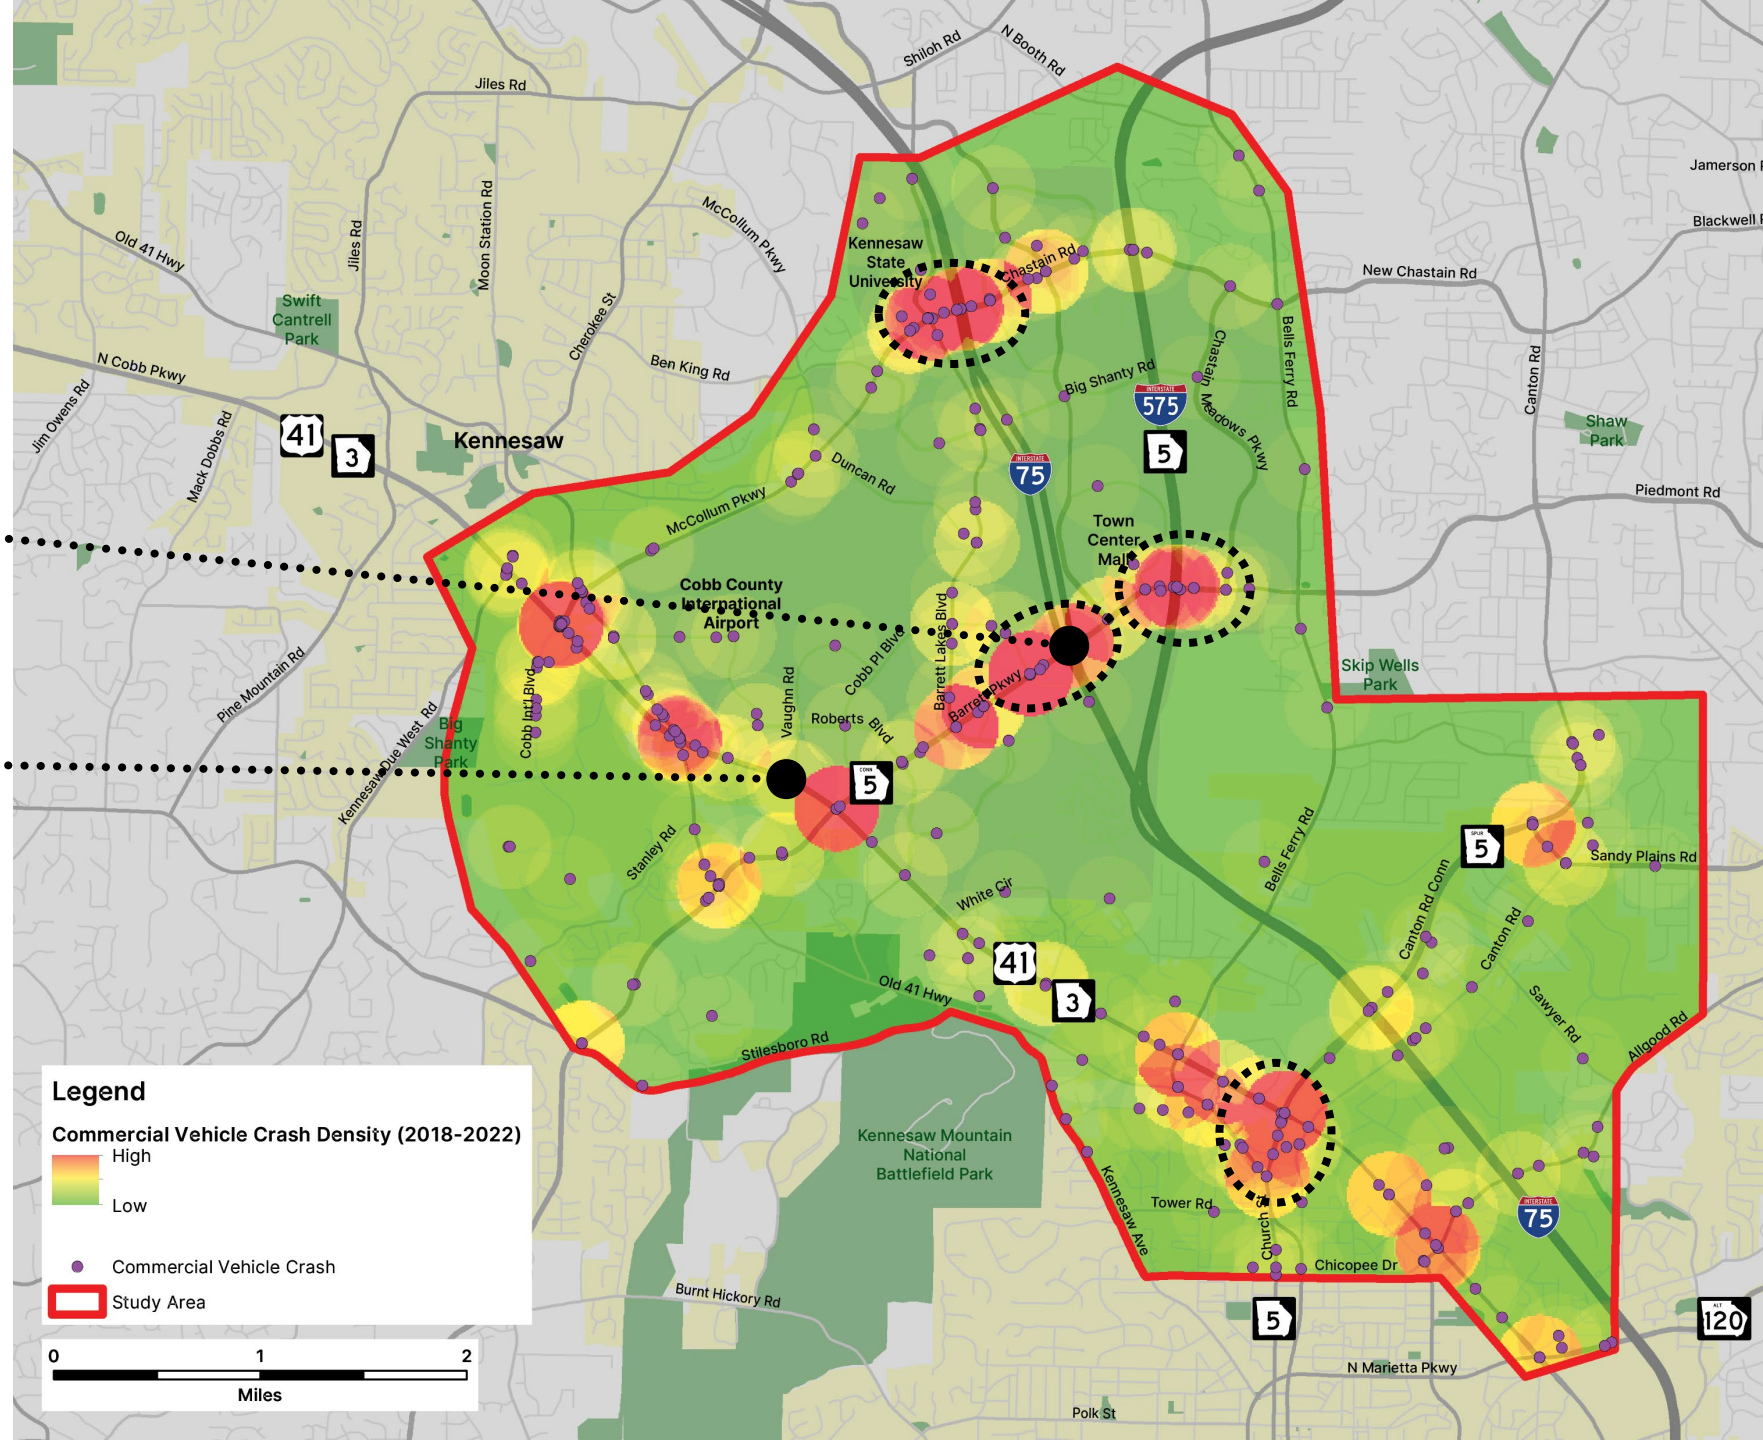 Shiloh Rd
N Booth Rd
Jiles Rd
Jamerson
Blackwell
McCollum Pkwy
Moon Station Rd
Jiles Rd
Old 41 Hwy
Kennesaw
State
University
Chastain Rd
New Chastain Rd
Swift
Cantrell
Park
Cherokee St
N Cobb Pkwy
Ben King Rd
Big Shanty Rd
Chastain Meadows Pkwy
Bells Ferry Rd
Canton Rd
Jim Owens Rd
Mack Dobbs Rd
INTERSTATE
575
41
3
Kennesaw
5
Shaw
Park
INTERSTATE
75
Duncan Rd
McCollum Pkwy
Piedmont Rd
Town
Center
Mall
Cobb County
International
Airport
Barrett Lakes Blvd
Cobb Pl Blvd
Barrett Pkwy
Skip Wells
Park
Pine Mountain Rd
Cobb Int'l Blvd
Vaughn Rd
Roberts Blvd
Big
Shanty
Park
Kennesaw Due West Rd
CONN
5
Stanley Rd
Bells Ferry Rd
SPUR
5
Sandy Plains Rd
White Cir
Canton Rd Conn
Canton Rd
41
3
Old 41 Hwy
Sawyer Rd
Allgood Rd
Stilesboro Rd
Kennesaw Mountain
National
Battlefield Park
Kennesaw Ave
Tower Rd
Church St
INTERSTATE
75
Chicopee Dr
Burnt Hickory Rd
5
ALT
120
N Marietta Pkwy
Polk St
Legend
Commercial Vehicle Crash Density (2018-2022)
High
Low
Commercial Vehicle Crash
Study Area
0 1 2
Miles